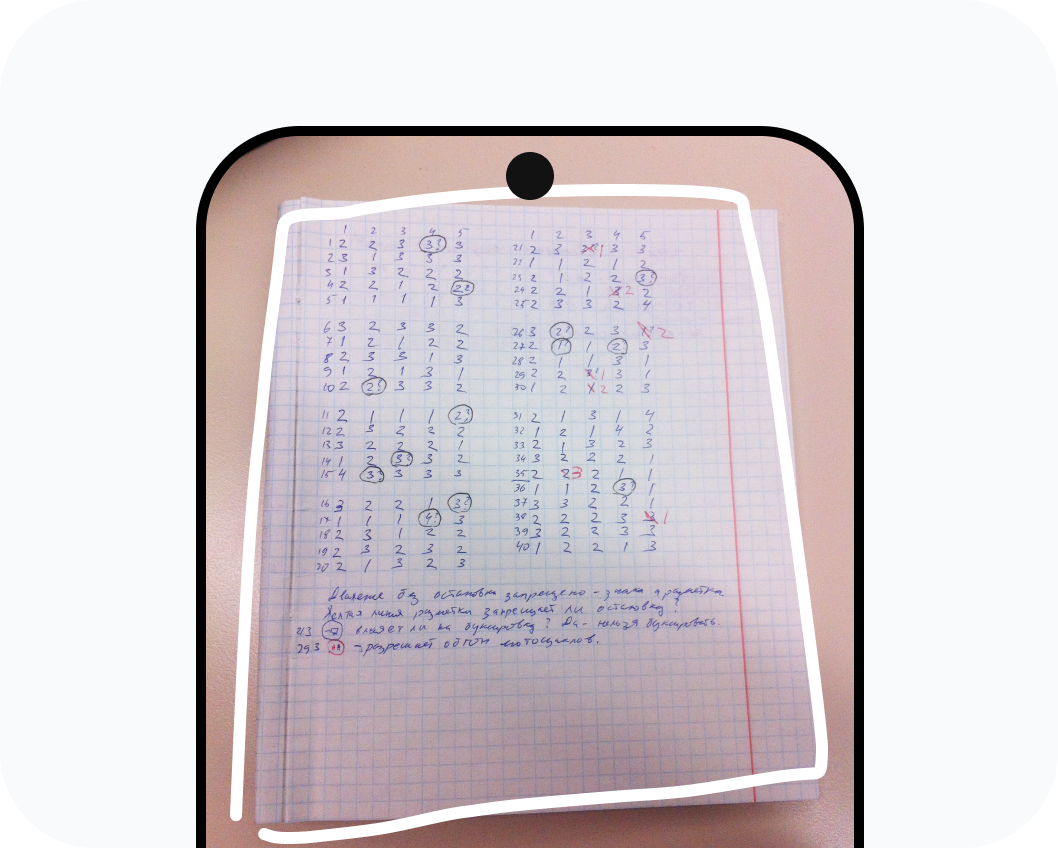 1 2 3 4 5
1 2 2 3 3? 3
2 3 1 3 3 3
3 1 3 2 2 2
4 2 2 1 2 2?
5 1 1 1 1 3
6 3 2 3 3 2
7 1 2 1 2 2
8 2 3 3 1 3
9 1 2 1 3 1
10 2 2? 3 3 2
11 2 1 1 1 2?
12 2 3 2 2 2
13 3 2 2 2 1
14 1 2 3? 3 2
15 4 3? 3 3 3
16 3 2 2 1 3?
17 1 1 1 4? 3
18 2 3 1 2 2
19 2 3 2 3 2
20 2 1 3 2 3
1 2 3 4 5
21 2 3 1 3 3
22 1 1 2 1 2
23 2 1 2 2 3?
24 2 2 1 2 2
25 2 3 3 2 4
26 3 2? 2 3 2
27 2 1? 1 2? 3
28 2 1 1 3 1
29 2 2 1 3 1
30 1 2 2 2 3
31 2 1 3 1 4
32 1 2 1 4 2
33 2 1 3 2 3
34 3 2 2 2 1
35 2 3 2 1 1
36 1 1 2 3? 1
37 3 3 2 2 1
38 2 2 2 3 1
39 3 2 2 3 3
40 1 2 2 1 3
Движение без остановка запрещено - знака и разметка
Желтая линия разметки запрещает ли остановку?
213 влияет ли на буксировку? Да - нельзя буксировать.
293 → разрешает обгон мотоциклов.